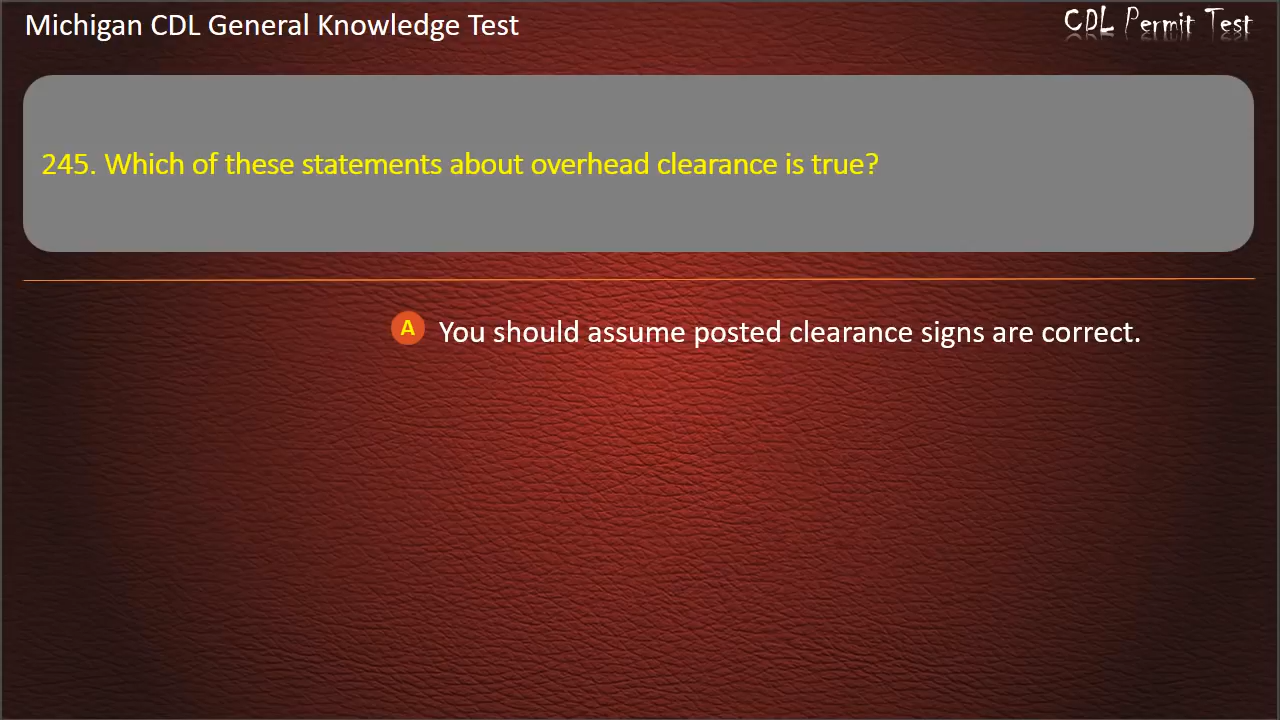 Michigan CDL General Knowledge Test
CDL Permit Test
245. Which of these statements about overhead clearance is true?
A You should assume posted clearance signs are correct.